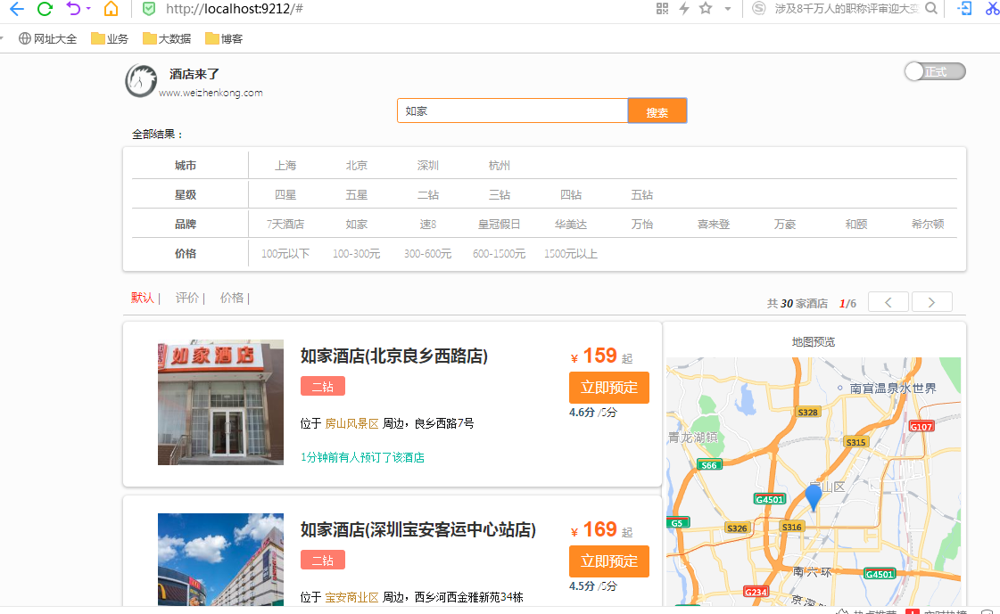 http://localhost:9212/#
涉及8千万人的职称评审迎大变
网址大全 业务 大数据 博客
酒店来了
www.weizhenkong.com
正式
如家 搜索
全部结果：
城市 上海 北京 深圳 杭州
星级 四星 五星 二钻 三钻 四钻 五钻
品牌 7天酒店 如家 速8 皇冠假日 华美达 万怡 喜来登 万豪 和颐 希尔顿
价格 100元以下 100-300元 300-600元 600-1500元 1500元以上
默认 | 评价 | 价格 |
共 30 家酒店 1/6
如家酒店
如家酒店(北京良乡西路店)
二钻
位于 房山风景区 周边，良乡西路7号
1分钟前有人预订了该酒店
¥ 159 起
立即预定
4.6分 /5分
如家酒店(深圳宝安客运中心站店)
二钻
位于 宝安商业区 周边，西乡河西金雅新苑34栋
¥ 169 起
立即预定
4.5分 /5分
地图预览
南宫温泉水世界
S328
G107
青龙湖镇
S315
S66
房山区
G4501
G5
S326
S316
南六环
G4501
G234